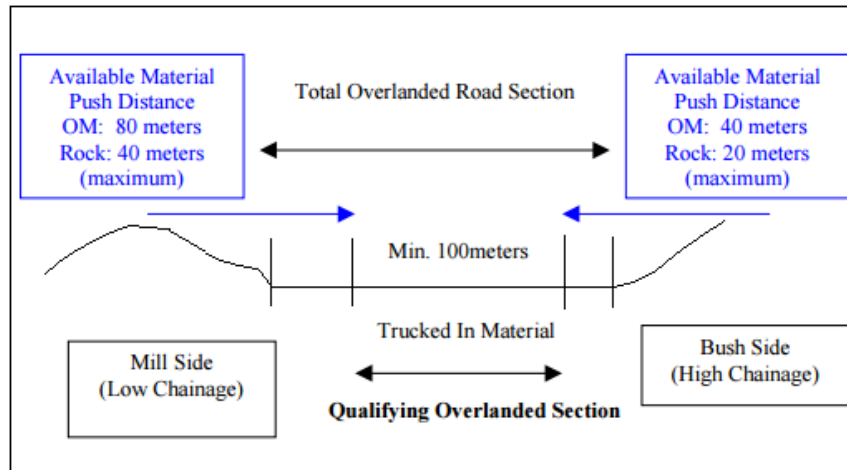 Available Material
Push Distance
OM: 80 meters
Rock: 40 meters
(maximum)
Total Overlanded Road Section
Available Material
Push Distance
OM: 40 meters
Rock: 20 meters
(maximum)
Min. 100meters
Trucked In Material
Mill Side
(Low Chainage)
Bush Side
(High Chainage)
Qualifying Overlanded Section